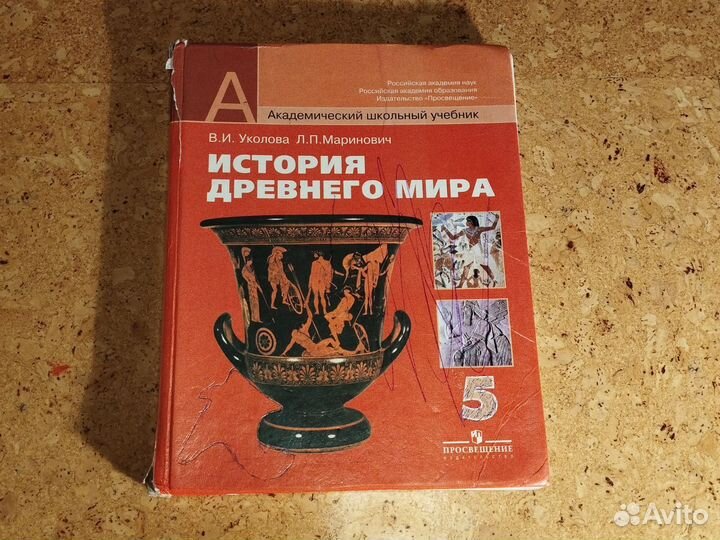 Российская академия наук
Российская академия образования
Издательство «Просвещение»
А
Академический школьный учебник
В.И. Уколова Л.П.Маринович
ИСТОРИЯ
ДРЕВНЕГО МИРА
5
ПРОСВЕЩЕНИЕ
ИЗДАТЕЛЬСТВО
Avito